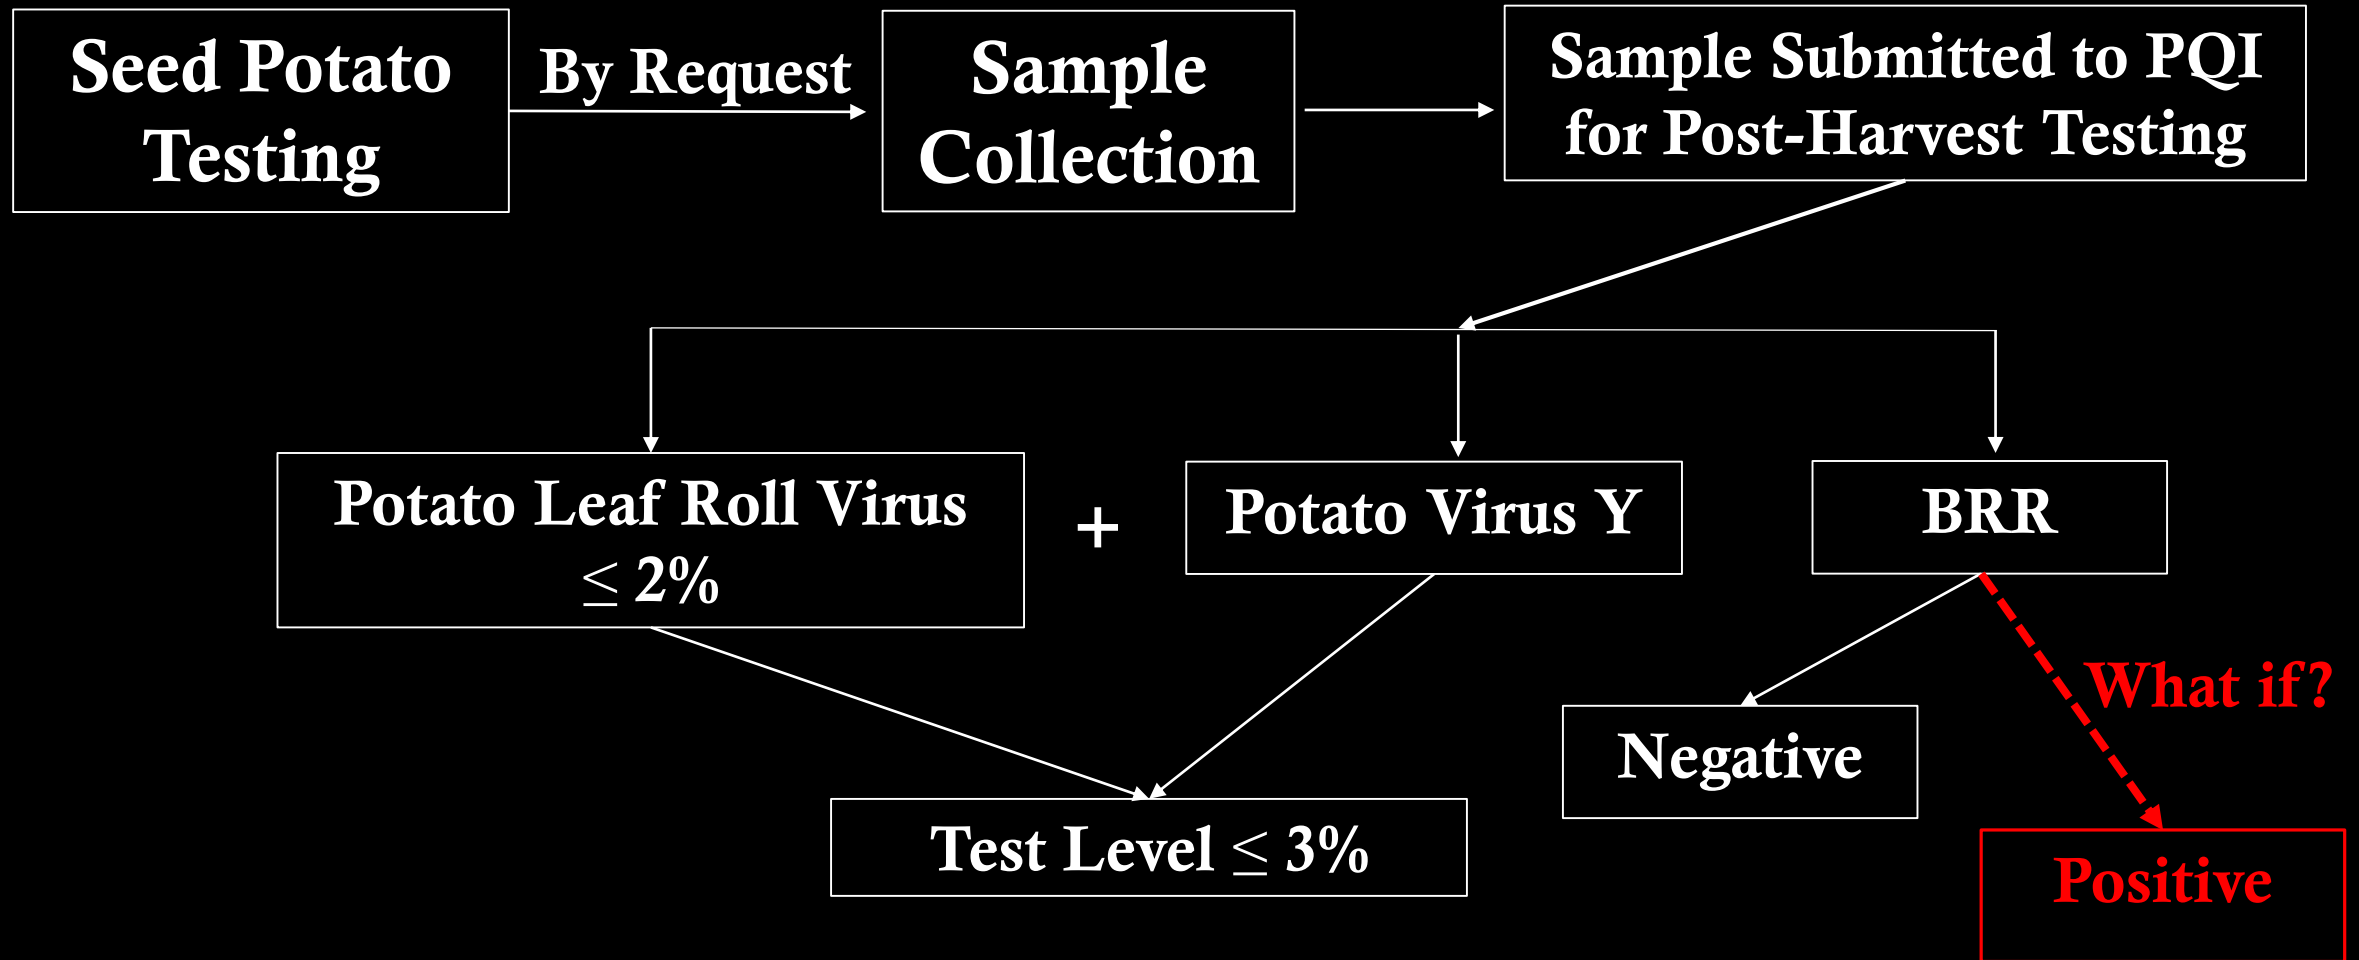 Seed Potato
Testing
By Request
Sample
Collection
Sample Submitted to PQI
for Post-Harvest Testing
Potato Leaf Roll Virus
≤ 2%
+
Potato Virus Y
BRR
What if?
Negative
Test Level ≤ 3%
Positive